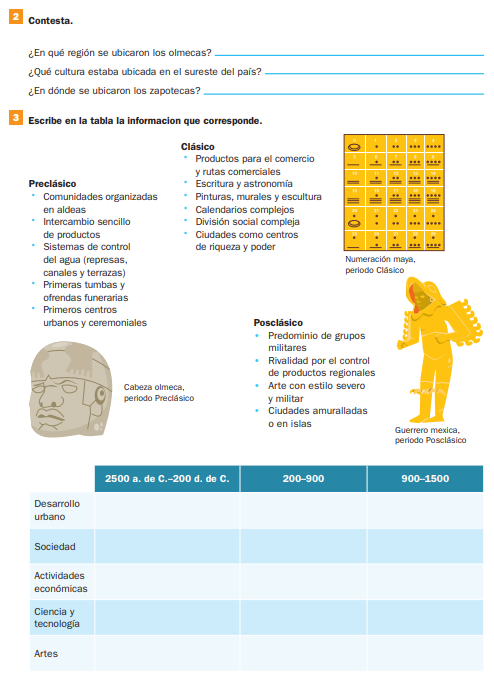 2 Contesta.
¿En qué región se ubicaron los olmecas?
¿Qué cultura estaba ubicada en el sureste del país?
¿En dónde se ubicaron los zapotecas?
3 Escribe en la tabla la informacion que corresponde.
Preclásico
• Comunidades organizadas
en aldeas
• Intercambio sencillo
de productos
• Sistemas de control
del agua (represas,
canales y terrazas)
• Primeras tumbas y
ofrendas funerarias
• Primeros centros
urbanos y ceremoniales
Clásico
• Productos para el comercio
y rutas comerciales
• Escritura y astronomía
• Pinturas, murales y escultura
• Calendarios complejos
• División social compleja
• Ciudades como centros
de riqueza y poder
Numeración maya,
periodo Clásico
Posclásico
• Predominio de grupos
militares
• Rivalidad por el control
de productos regionales
• Arte con estilo severo
y militar
• Ciudades amuralladas
o en islas
Cabeza olmeca,
periodo Preclásico
Guerrero mexica,
periodo Posclásico
2500 a. de C.–200 d. de C. 200–900 900–1500
Desarrollo
urbano
Sociedad
Actividades
económicas
Ciencia y
tecnología
Artes